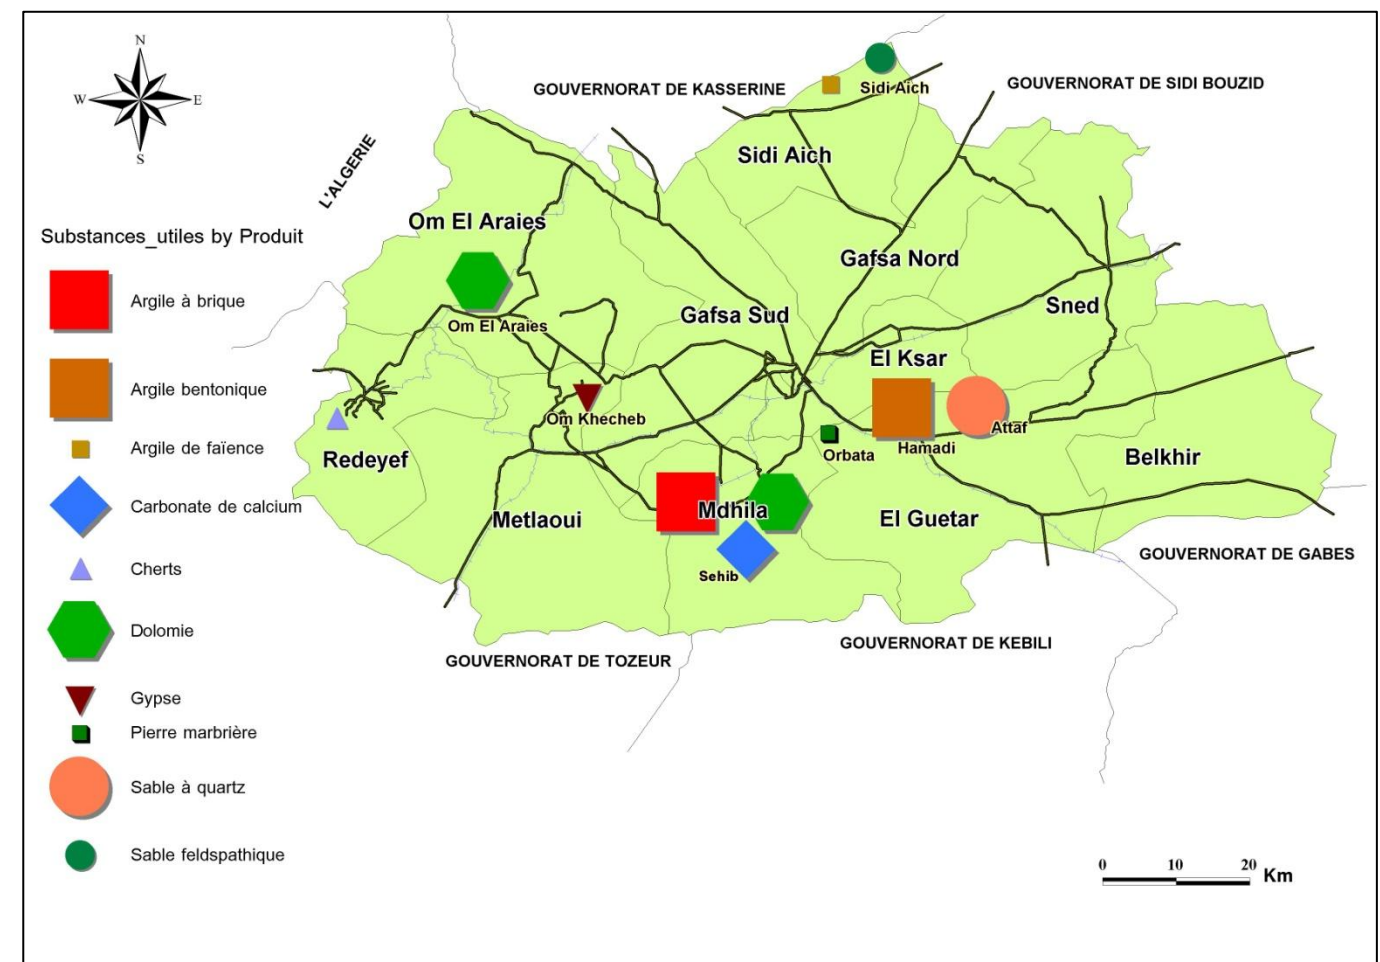 N
W
E
S
GOUVERNORAT DE KASSERINE
GOUVERNORAT DE SIDI BOUZID
L'ALGERIE
Sidi Aich
Sidi Aich
Om El Araies
Gafsa Nord
Om El Araïes
Gafsa Sud
Sned
El Ksar
Om Khecheb
Attaf
Orbata
Hamadi
Redeyef
Belkhir
Metlaoui
Mdhila
El Guetar
Sehib
GOUVERNORAT DE GABES
GOUVERNORAT DE KEBILI
GOUVERNORAT DE TOZEUR
Substances_utiles by Produit
Argile à brique
Argile bentonique
Argile de faïence
Carbonate de calcium
Cherts
Dolomie
Gypse
Pierre marbrière
Sable à quartz
Sable feldspathique
0 10 20
Km